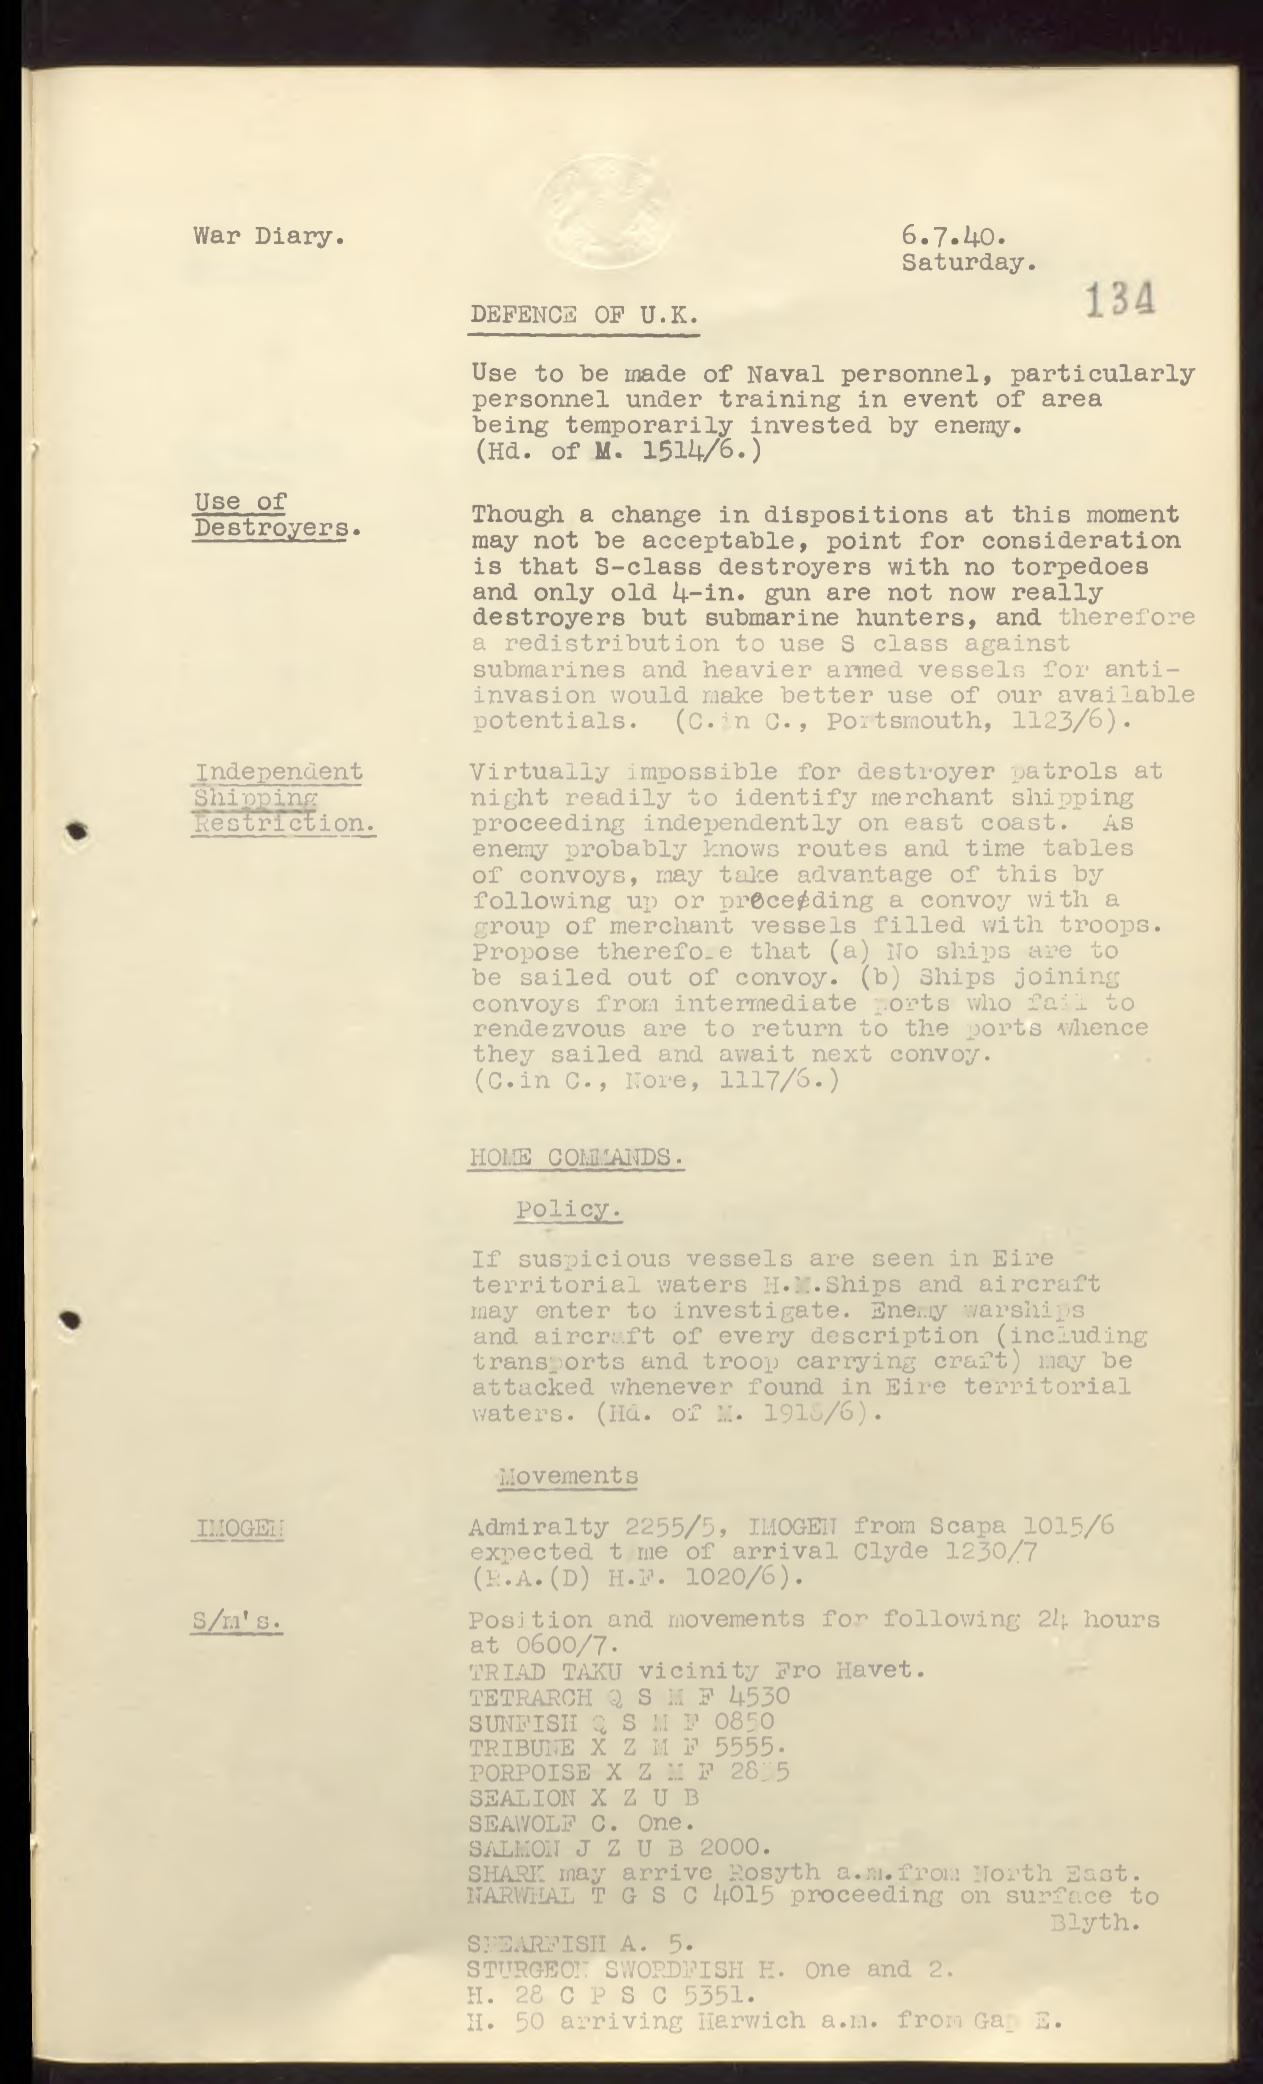 War Diary.
6.7.40.
Saturday.
134
DEFENCE OF U.K.
Use to be made of Naval personnel, particularly
personnel under training in event of area
being temporarily invested by enemy.
(Hd. of M. 1514/6.)
Use of
Destroyers.
Though a change in dispositions at this moment
may not be acceptable, point for consideration
is that S-class destroyers with no torpedoes
and only old 4-in. gun are not now really
destroyers but submarine hunters, and therefore
a redistribution to use S class against
submarines and heavier armed vessels for anti-
invasion would make better use of our available
potentials. (C.in C., Portsmouth, 1123/6).
Independent
Shipping
Restriction.
Virtually impossible for destroyer patrols at
night readily to identify merchant shipping
proceeding independently on east coast. As
enemy probably knows routes and time tables
of convoys, may take advantage of this by
following up or preceding a convoy with a
group of merchant vessels filled with troops.
Propose therefore that (a) No ships are to
be sailed out of convoy. (b) Ships joining
convoys from intermediate ports who fail to
rendezvous are to return to the ports whence
they sailed and await next convoy.
(C.in C., Nore, 1117/6.)
HOME COMMANDS.
Policy.
If suspicious vessels are seen in Eire
territorial waters H.M.Ships and aircraft
may enter to investigate. Enemy warships
and aircraft of every description (including
transports and troop carrying craft) may be
attacked whenever found in Eire territorial
waters. (Hd. of M.
Movements
IMOGEN
Admiralty 2255/5, IMOGEN from Scapa 1015/6
expected time of arrival Clyde 1230/7
(R.A.(D) H.F. 1020/6).
S/m's.
Position and movements for following 24 hours
at 0600/7.
TRIAD TAKU vicinity Fro Havet.
TETRARCH Q S M F 4530
SUNFISH Q S M F 0850
TRIBUNE X Z M F 5555.
PORPOISE X Z M F
SEALION X Z U B
SEAWOLF C. One.
SALMON J Z U B 2000.
SHARK may arrive Rosyth a.m.from North East.
NARWHAL T G S C 4015 proceeding on surface to
Blyth.
SPEARFISH A. 5.
STURGEON SWORDFISH H. One and 2.
H. 28 C P S C 5351.
H. 50 arriving Harwich a.m. from Gap E.